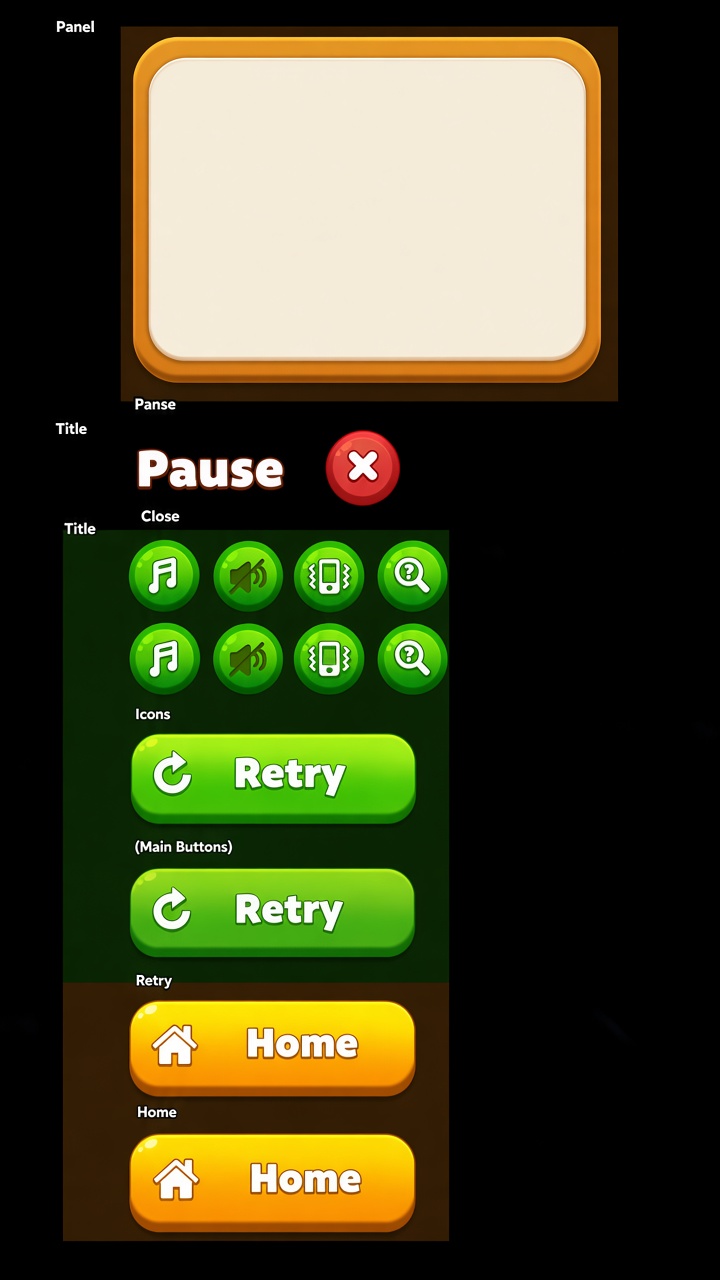 Panel
Panse
Title
Pause
Close
Title
Icons
Retry
(Main Buttons)
Retry
Retry
Home
Home
Home